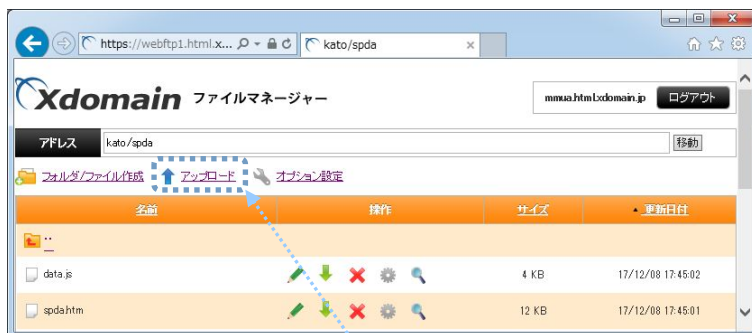 https://webftp1.html.x... kato/spda
Xdomain ファイルマネージャー mmua.html.xdomain.jp ログアウト
アドレス kato/spda 移動
フォルダ/ファイル作成 アップロード オプション設定
名前 操作 サイズ ▲ 更新日付
..
data.js 4 KB 17/12/08 17:45:02
spda.htm 12 KB 17/12/08 17:45:01